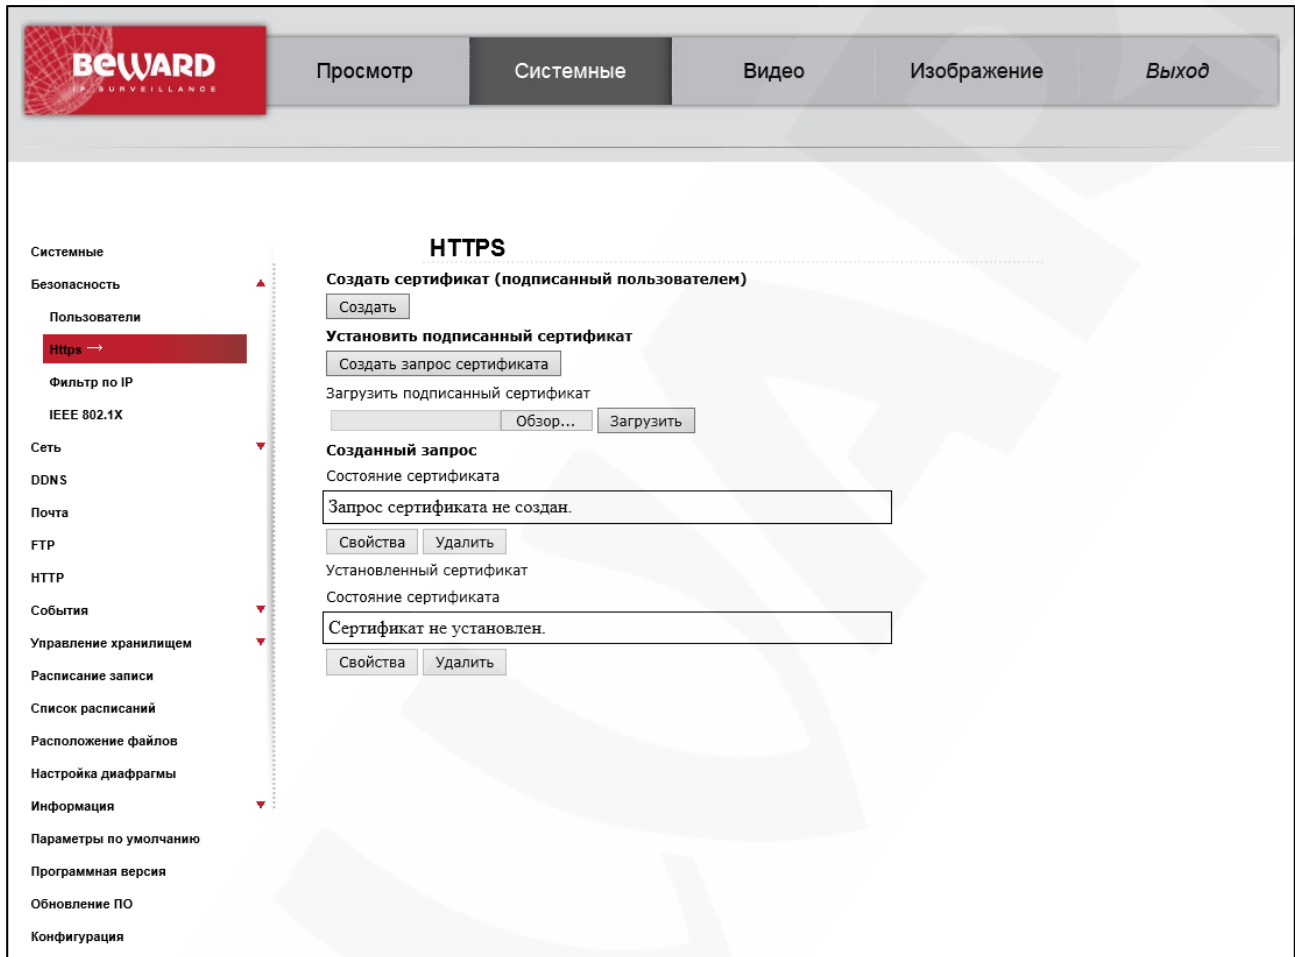 BEWARD
IP SURVEILLANCE
Просмотр
Системные
Видео
Изображение
Выход
Системные
Безопасность
Пользователи
Https →
Фильтр по IP
IEEE 802.1X
Сеть
DDNS
Почта
FTP
HTTP
События
Управление хранилищем
Расписание записи
Список расписаний
Расположение файлов
Настройка диафрагмы
Информация
Параметры по умолчанию
Программная версия
Обновление ПО
Конфигурация
HTTPS
Создать сертификат (подписанный пользователем)
Создать
Установить подписанный сертификат
Создать запрос сертификата
Загрузить подписанный сертификат
Обзор... Загрузить
Созданный запрос
Состояние сертификата
Запрос сертификата не создан.
Свойства Удалить
Установленный сертификат
Состояние сертификата
Сертификат не установлен.
Свойства Удалить